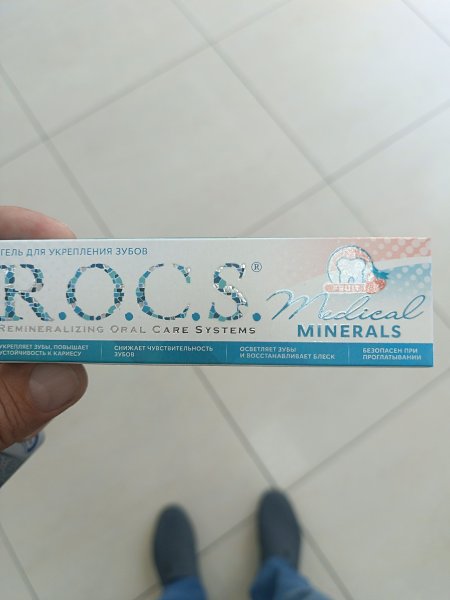 ГЕЛЬ ДЛЯ УКРЕПЛЕНИЯ ЗУБОВ
R.O.C.S.®
REMINERALIZING ORAL CARE SYSTEMS
FRUIT
Medical
MINERALS
УКРЕПЛЯЕТ ЗУБЫ, ПОВЫШАЕТ
УСТОЙЧИВОСТЬ К КАРИЕСУ
СНИЖАЕТ ЧУВСТВИТЕЛЬНОСТЬ
ЗУБОВ
ОСВЕТЛЯЕТ ЗУБЫ
И ВОССТАНАВЛИВАЕТ БЛЕСК
БЕЗОПАСЕН ПРИ
ПРОГЛАТЫВАНИИ